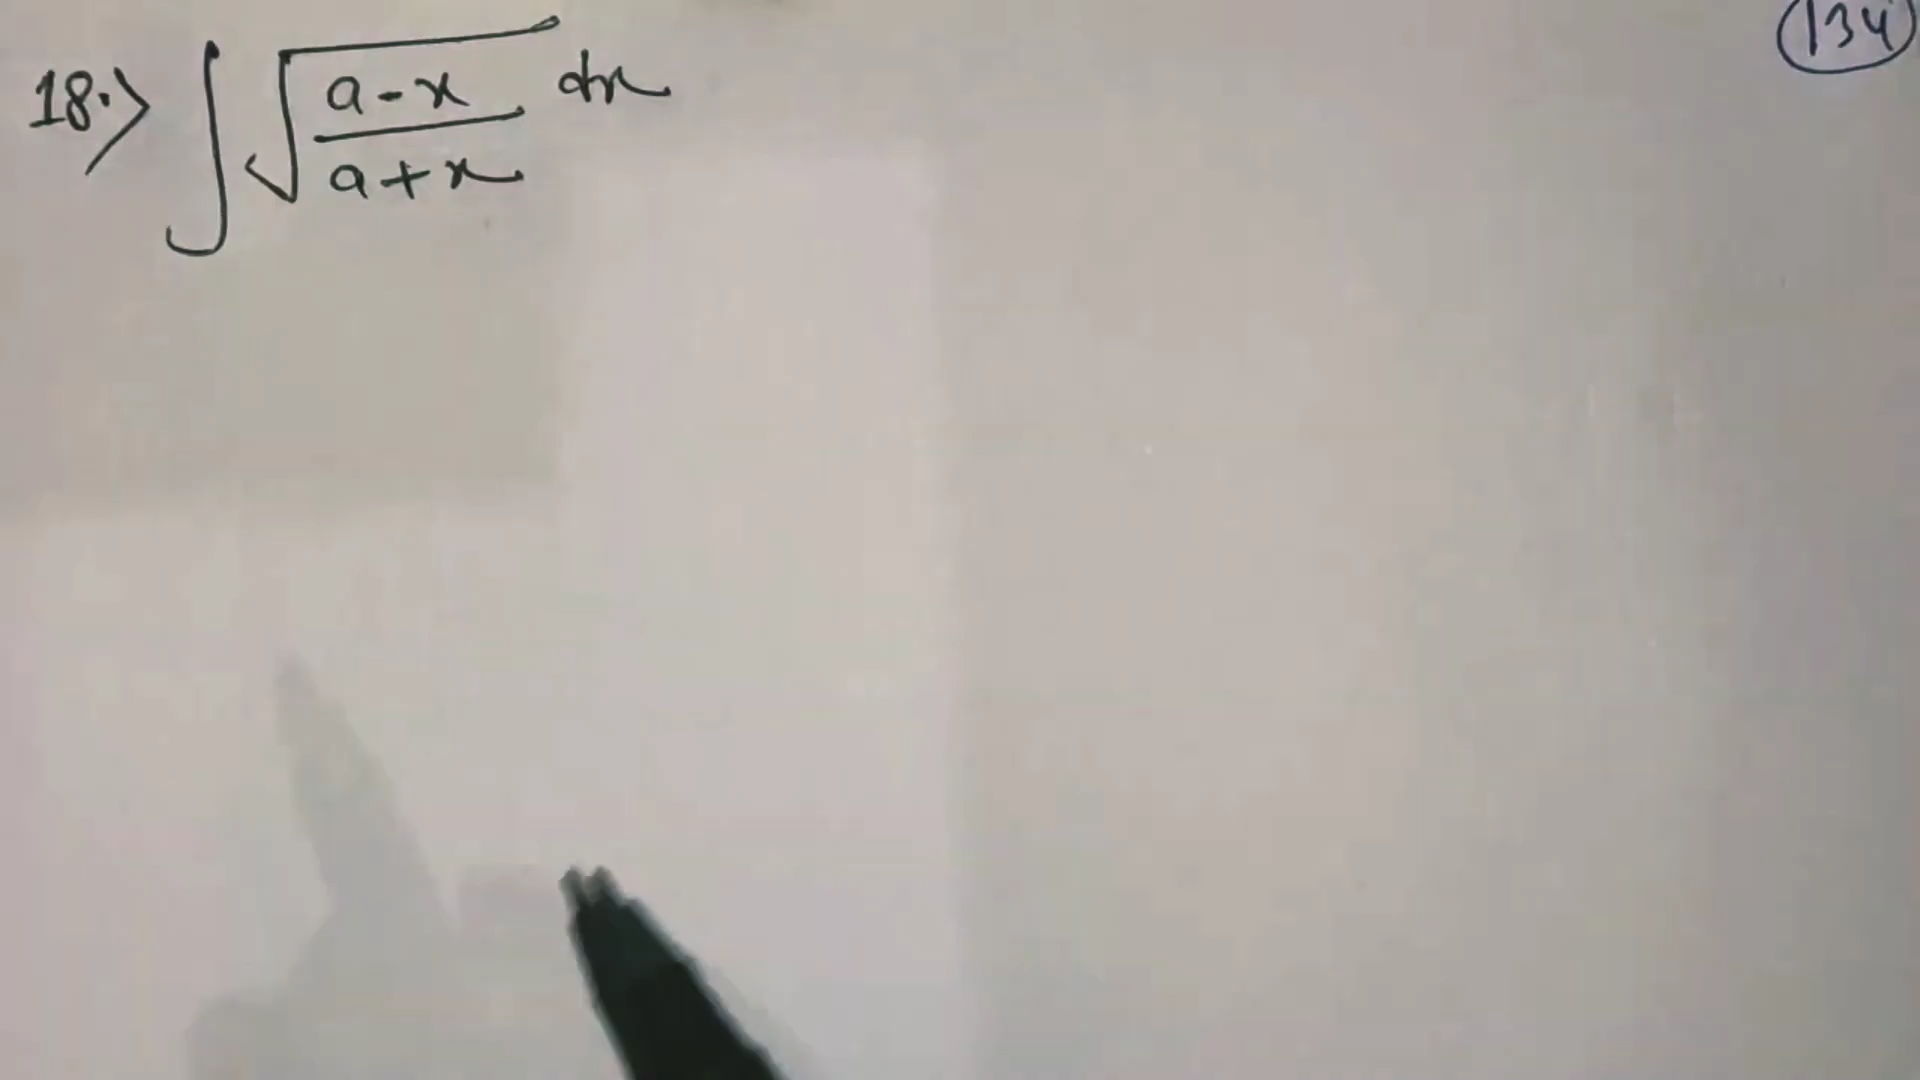 134
18.> ∫ √((a-x)/(a+x)) dx